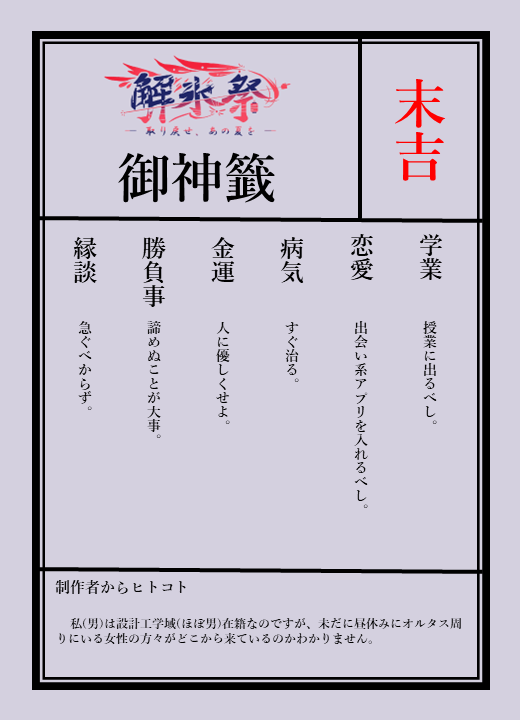 解氷祭
― 取り戻せ、あの夏を ―
御神籤
末吉
学業
授業に出るべし。
恋愛
出会い系アプリを入れるべし。
病気
すぐ治る。
金運
人に優しくせよ。
勝負事
諦めぬことが大事。
縁談
急ぐべからず。
制作者からヒトコト
私(男)は設計工学域(ほぼ男)在籍なのですが、未だに昼休みにオルタス周
りにいる女性の方々がどこから来ているのかわかりません。